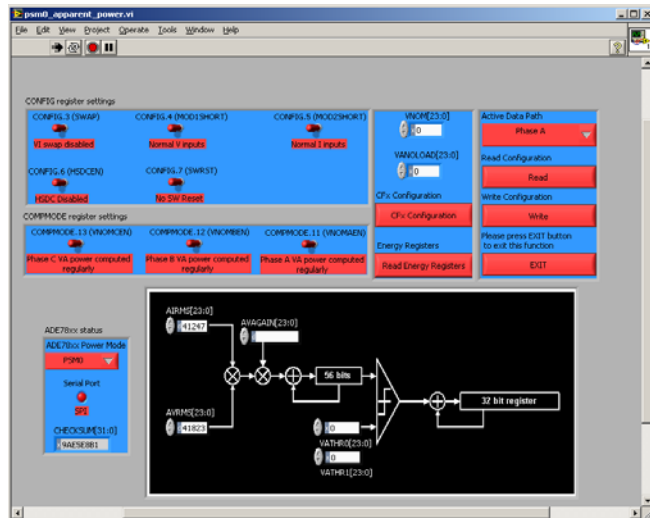 psm0_apparent_power.vi
File Edit View Project Operate Tools Window Help
CONFIG register settings
CONFIG.3 (SWAP)
CONFIG.4 (MOD1SHORT)
CONFIG.5 (MOD2SHORT)
VI swap disabled
Normal V inputs
Normal I inputs
CONFIG.6 (HSDCEN)
CONFIG.7 (SWRST)
HSDC Disabled
No SW Reset
COMPMODE register settings
COMPMODE.13 (VNOMCEN)
COMPMODE.12 (VNOMBEN)
COMPMODE.11 (VNOMAEN)
Phase C VA power computed
regularly
Phase B VA power computed
regularly
Phase A VA power computed
regularly
VNOM[23:0]
0
VANOLOAD[23:0]
0
CFx Configuration
CFx Configuration
Energy Registers
Read Energy Registers
Active Data Path
Phase A
Read Configuration
Read
Write Configuration
Write
Please press EXIT button
to exit this function
EXIT
ADE78xx status
ADE78xx Power Mode
PSM0
Serial Port
SPI
CHECKSUM[31:0]
9AE5E8B1
AIRMS[23:0]
41247
AVAGAIN[23:0]
56 bits
32 bit register
AVRMS[23:0]
41823
0
VATHR0[23:0]
0
VATHR1[23:0]